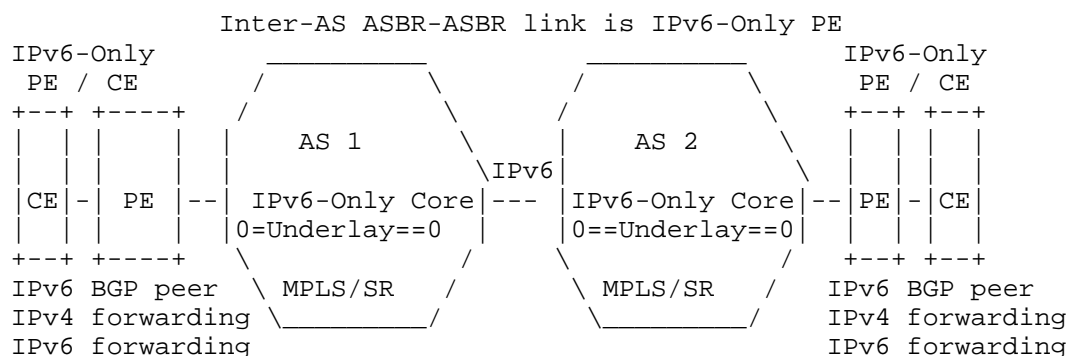 Inter-AS ASBR-ASBR link is IPv6-Only PE
IPv6-Only IPv6-Only
PE / CE PE / CE
AS 1 AS 2
IPv6
CE PE IPv6-Only Core IPv6-Only Core PE CE
0=Underlay==0 0==Underlay==0
IPv6 BGP peer MPLS/SR MPLS/SR IPv6 BGP peer
IPv4 forwarding IPv4 forwarding
IPv6 forwarding IPv6 forwarding